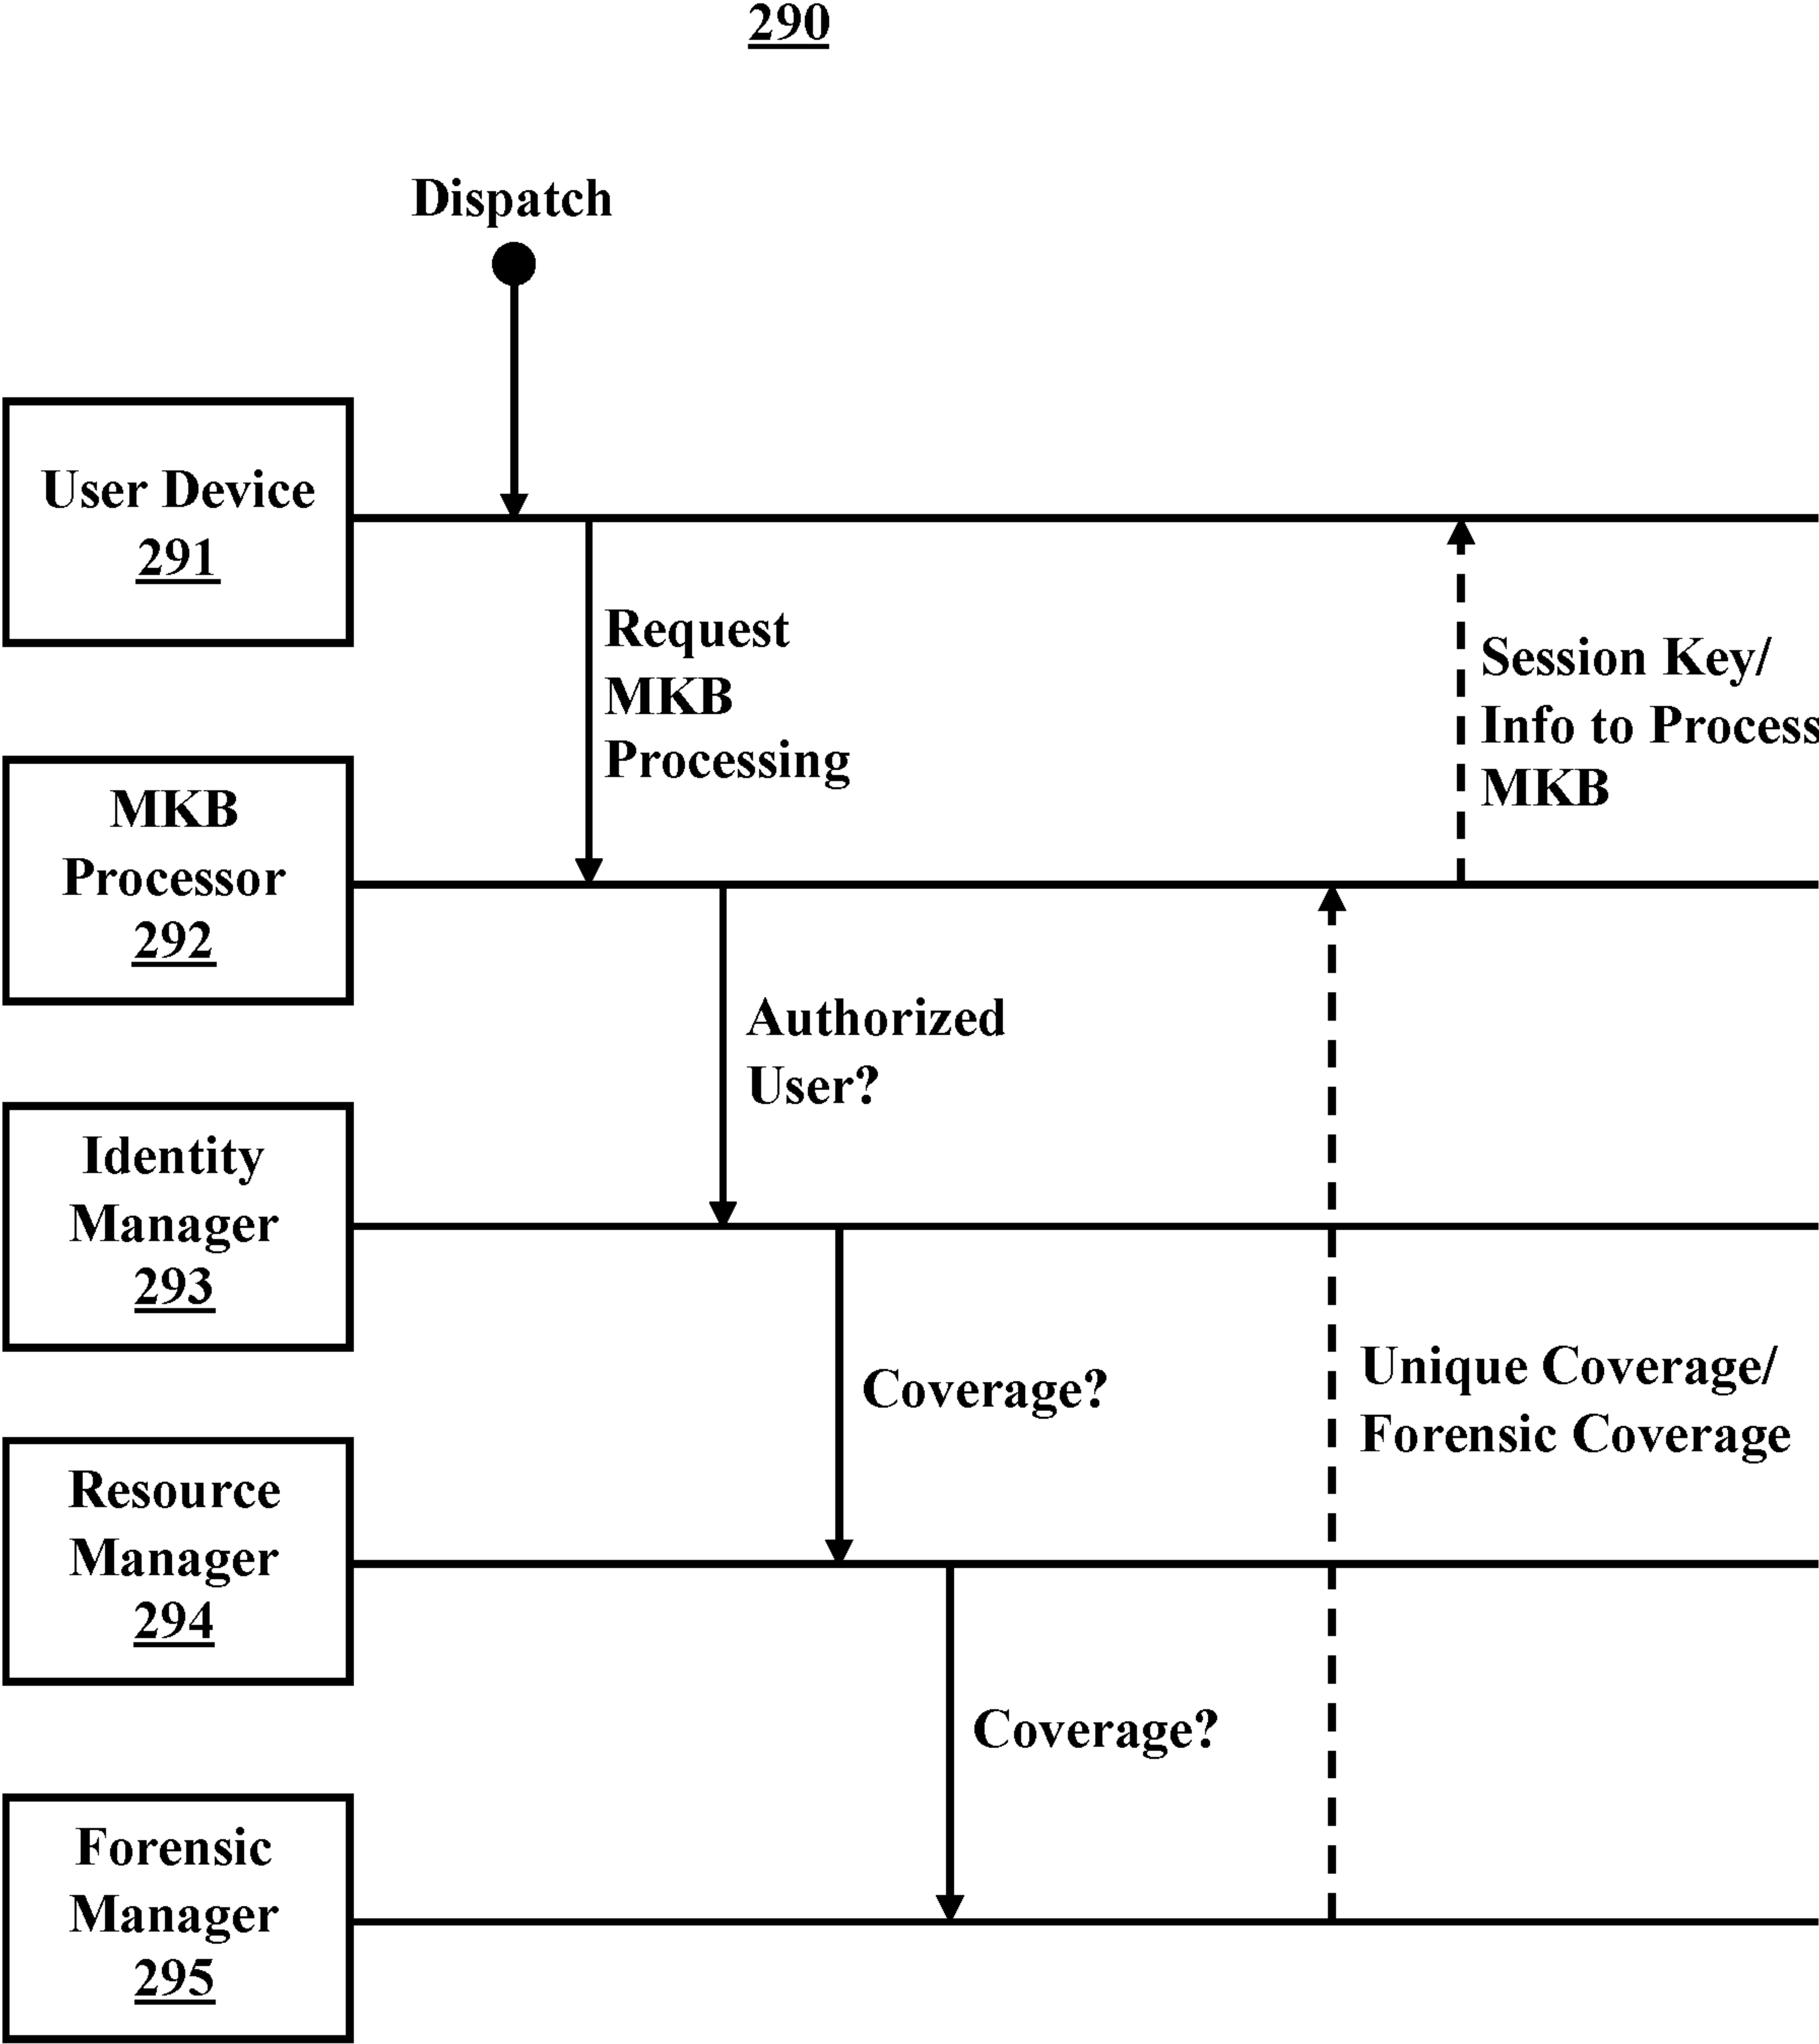 290
Dispatch
User Device
291
Request
MKB
Processing
Session Key/
Info to Process
MKB
MKB
Processor
292
Authorized
User?
Identity
Manager
293
Coverage?
Unique Coverage/
Forensic Coverage
Resource
Manager
294
Coverage?
Forensic
Manager
295